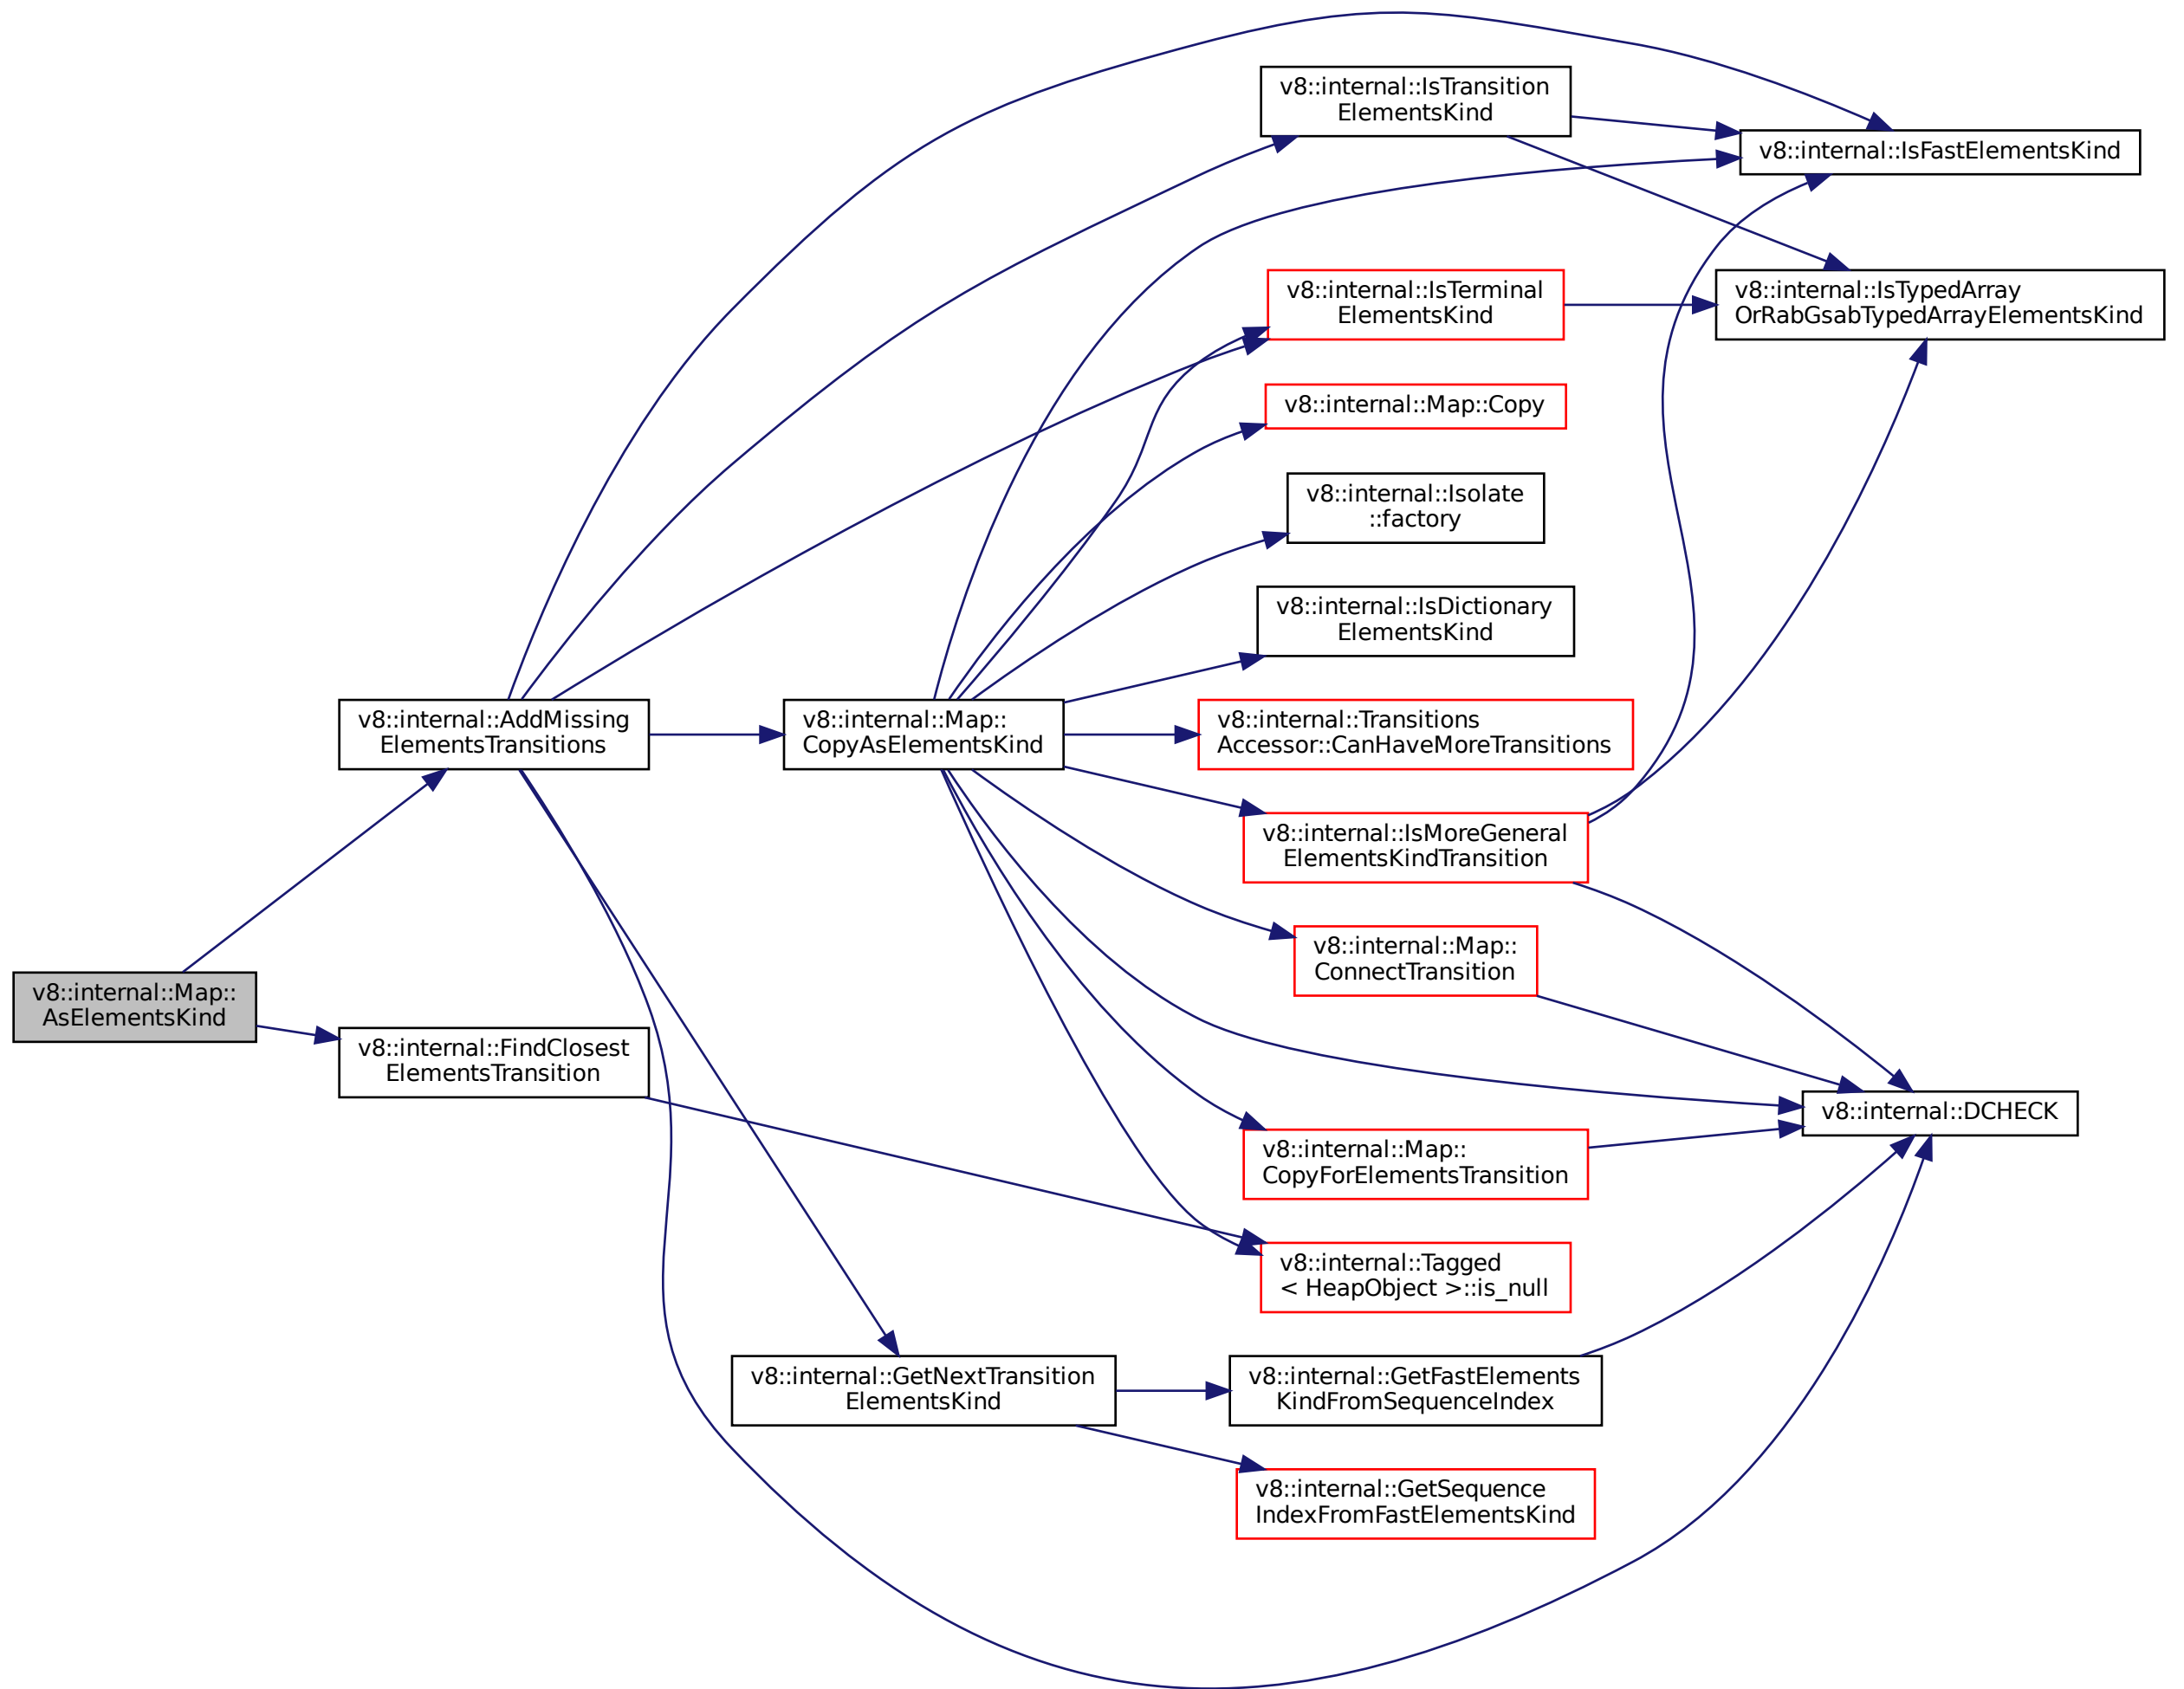 v8::internal::Map::
AsElementsKind
v8::internal::AddMissing
ElementsTransitions
v8::internal::FindClosest
ElementsTransition
v8::internal::Map::
CopyAsElementsKind
v8::internal::GetNextTransition
ElementsKind
v8::internal::IsTransition
ElementsKind
v8::internal::IsTerminal
ElementsKind
v8::internal::Map::Copy
v8::internal::Isolate
::factory
v8::internal::IsDictionary
ElementsKind
v8::internal::Transitions
Accessor::CanHaveMoreTransitions
v8::internal::IsMoreGeneral
ElementsKindTransition
v8::internal::Map::
ConnectTransition
v8::internal::Map::
CopyForElementsTransition
v8::internal::Tagged
< HeapObject >::is_null
v8::internal::GetFastElements
KindFromSequenceIndex
v8::internal::GetSequence
IndexFromFastElementsKind
v8::internal::IsFastElementsKind
v8::internal::IsTypedArray
OrRabGsabTypedArrayElementsKind
v8::internal::DCHECK